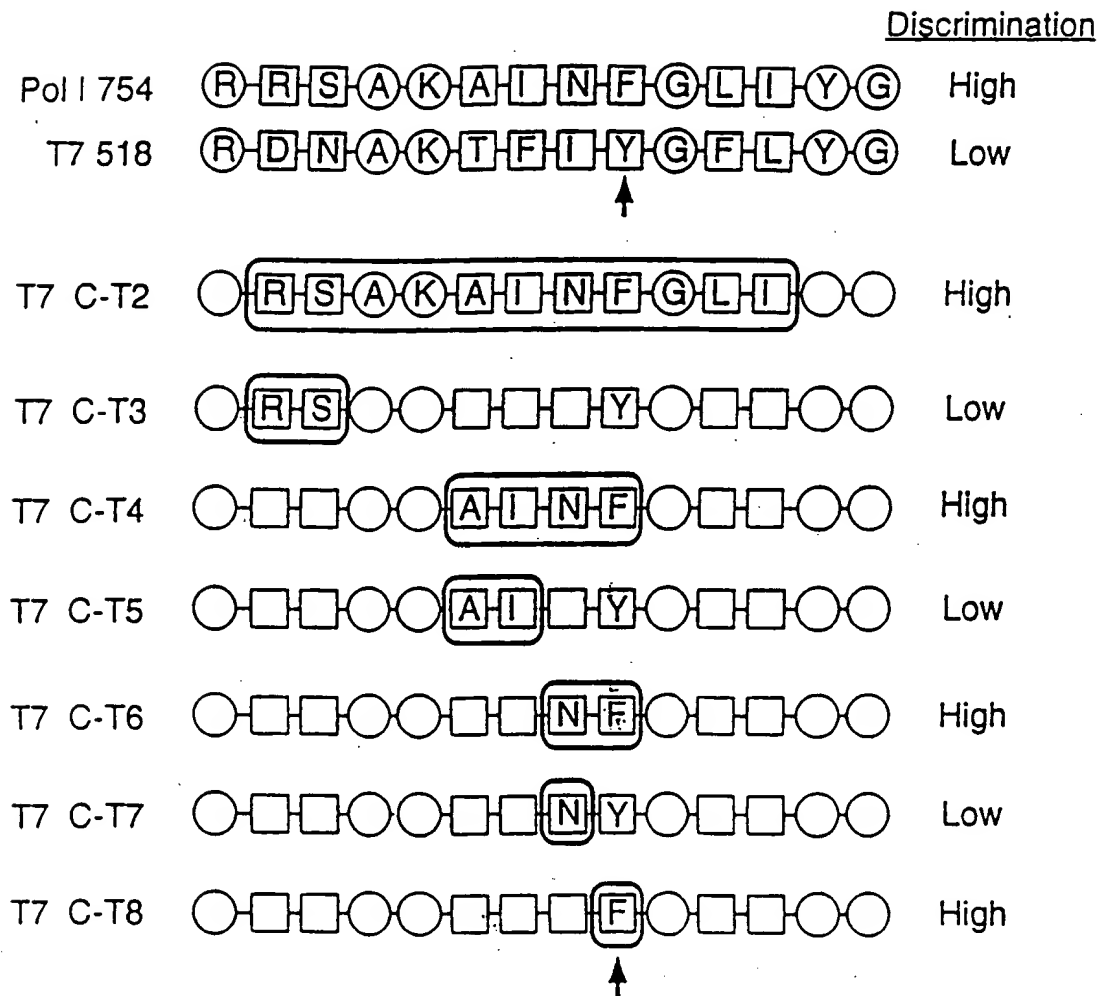 Discrimination
Pol I 754 R R S A K A I N F G L I Y G High
T7 518 R D N A K T F I Y G F L Y G Low
T7 C-T2 R S A K A I N F G L I High
T7 C-T3 R S Y Low
T7 C-T4 A I N F High
T7 C-T5 A I Y Low
T7 C-T6 N F High
T7 C-T7 N Y Low
T7 C-T8 F High